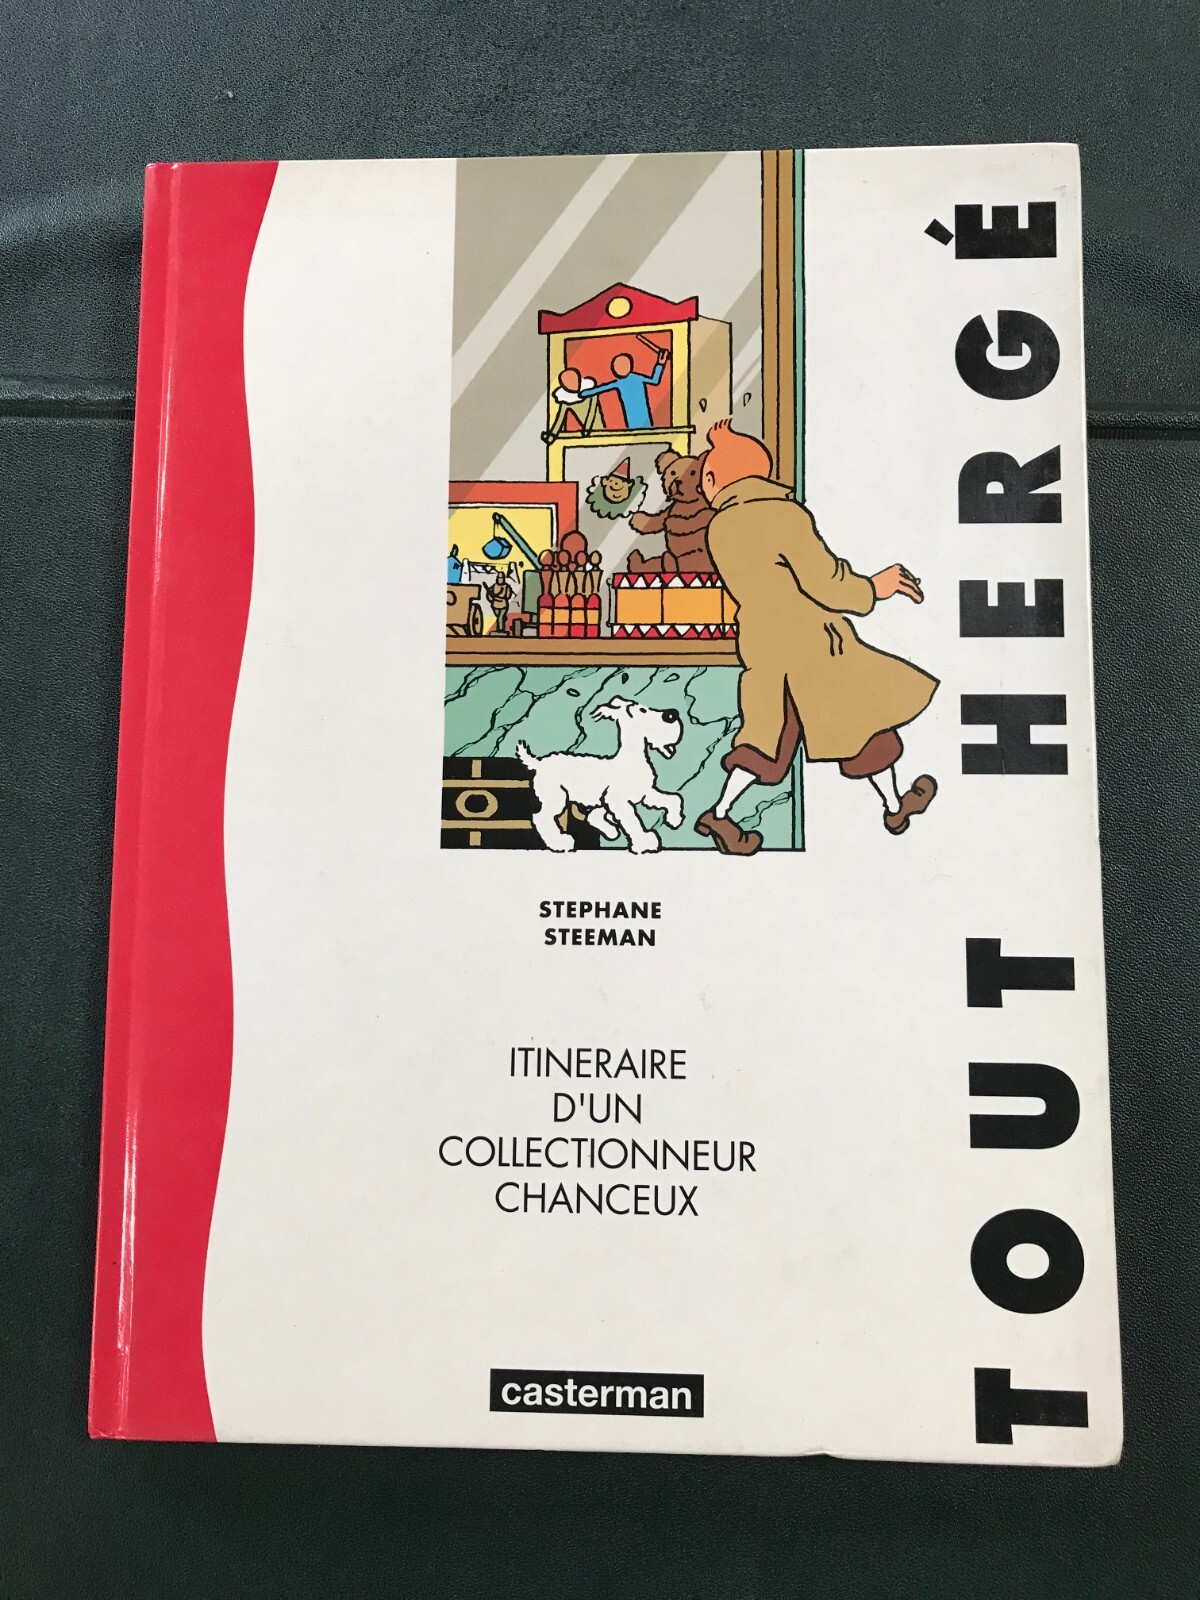 TOUT HERGÉ
STEPHANE
STEEMAN
ITINERAIRE
D'UN
COLLECTIONNEUR
CHANCEUX
casterman